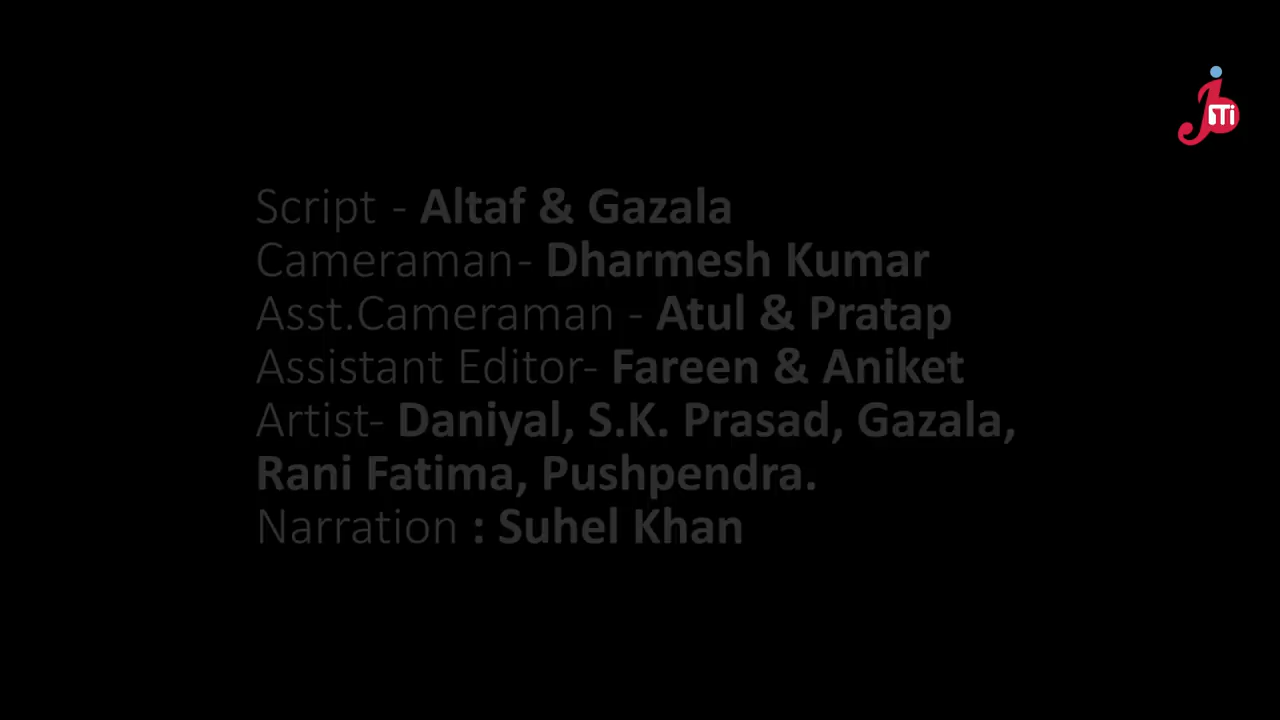 STi
Script - Altaf & Gazala
Cameraman- Dharmesh Kumar
Asst.Cameraman - Atul & Pratap
Assistant Editor- Fareen & Aniket
Artist- Daniyal, S.K. Prasad, Gazala,
Rani Fatima, Pushpendra.
Narration : Suhel Khan